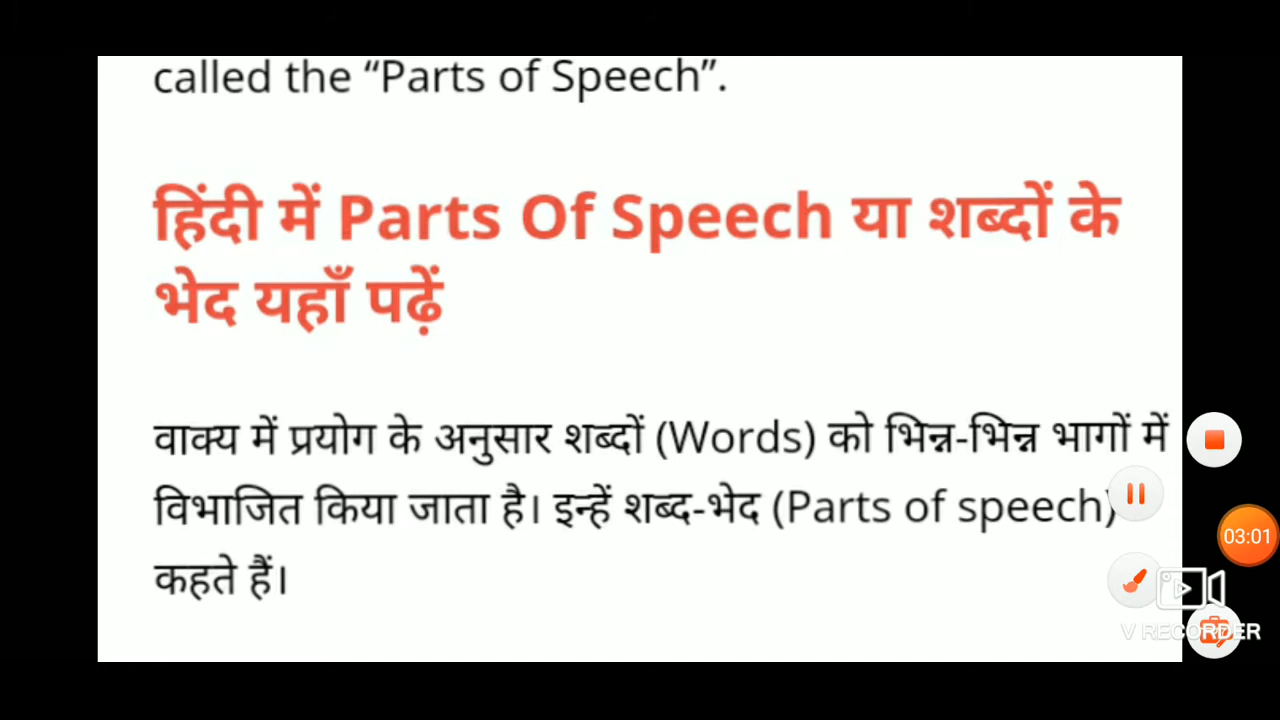 called the “Parts of Speech”.
हिंदी में Parts Of Speech या शब्दों के
भेद यहाँ पढ़ें
वाक्य में प्रयोग के अनुसार शब्दों (Words) को भिन्न-भिन्न भागों में
विभाजित किया जाता है। इन्हें शब्द-भेद (Parts of speech)
कहते हैं।
03:01
V RECORDER